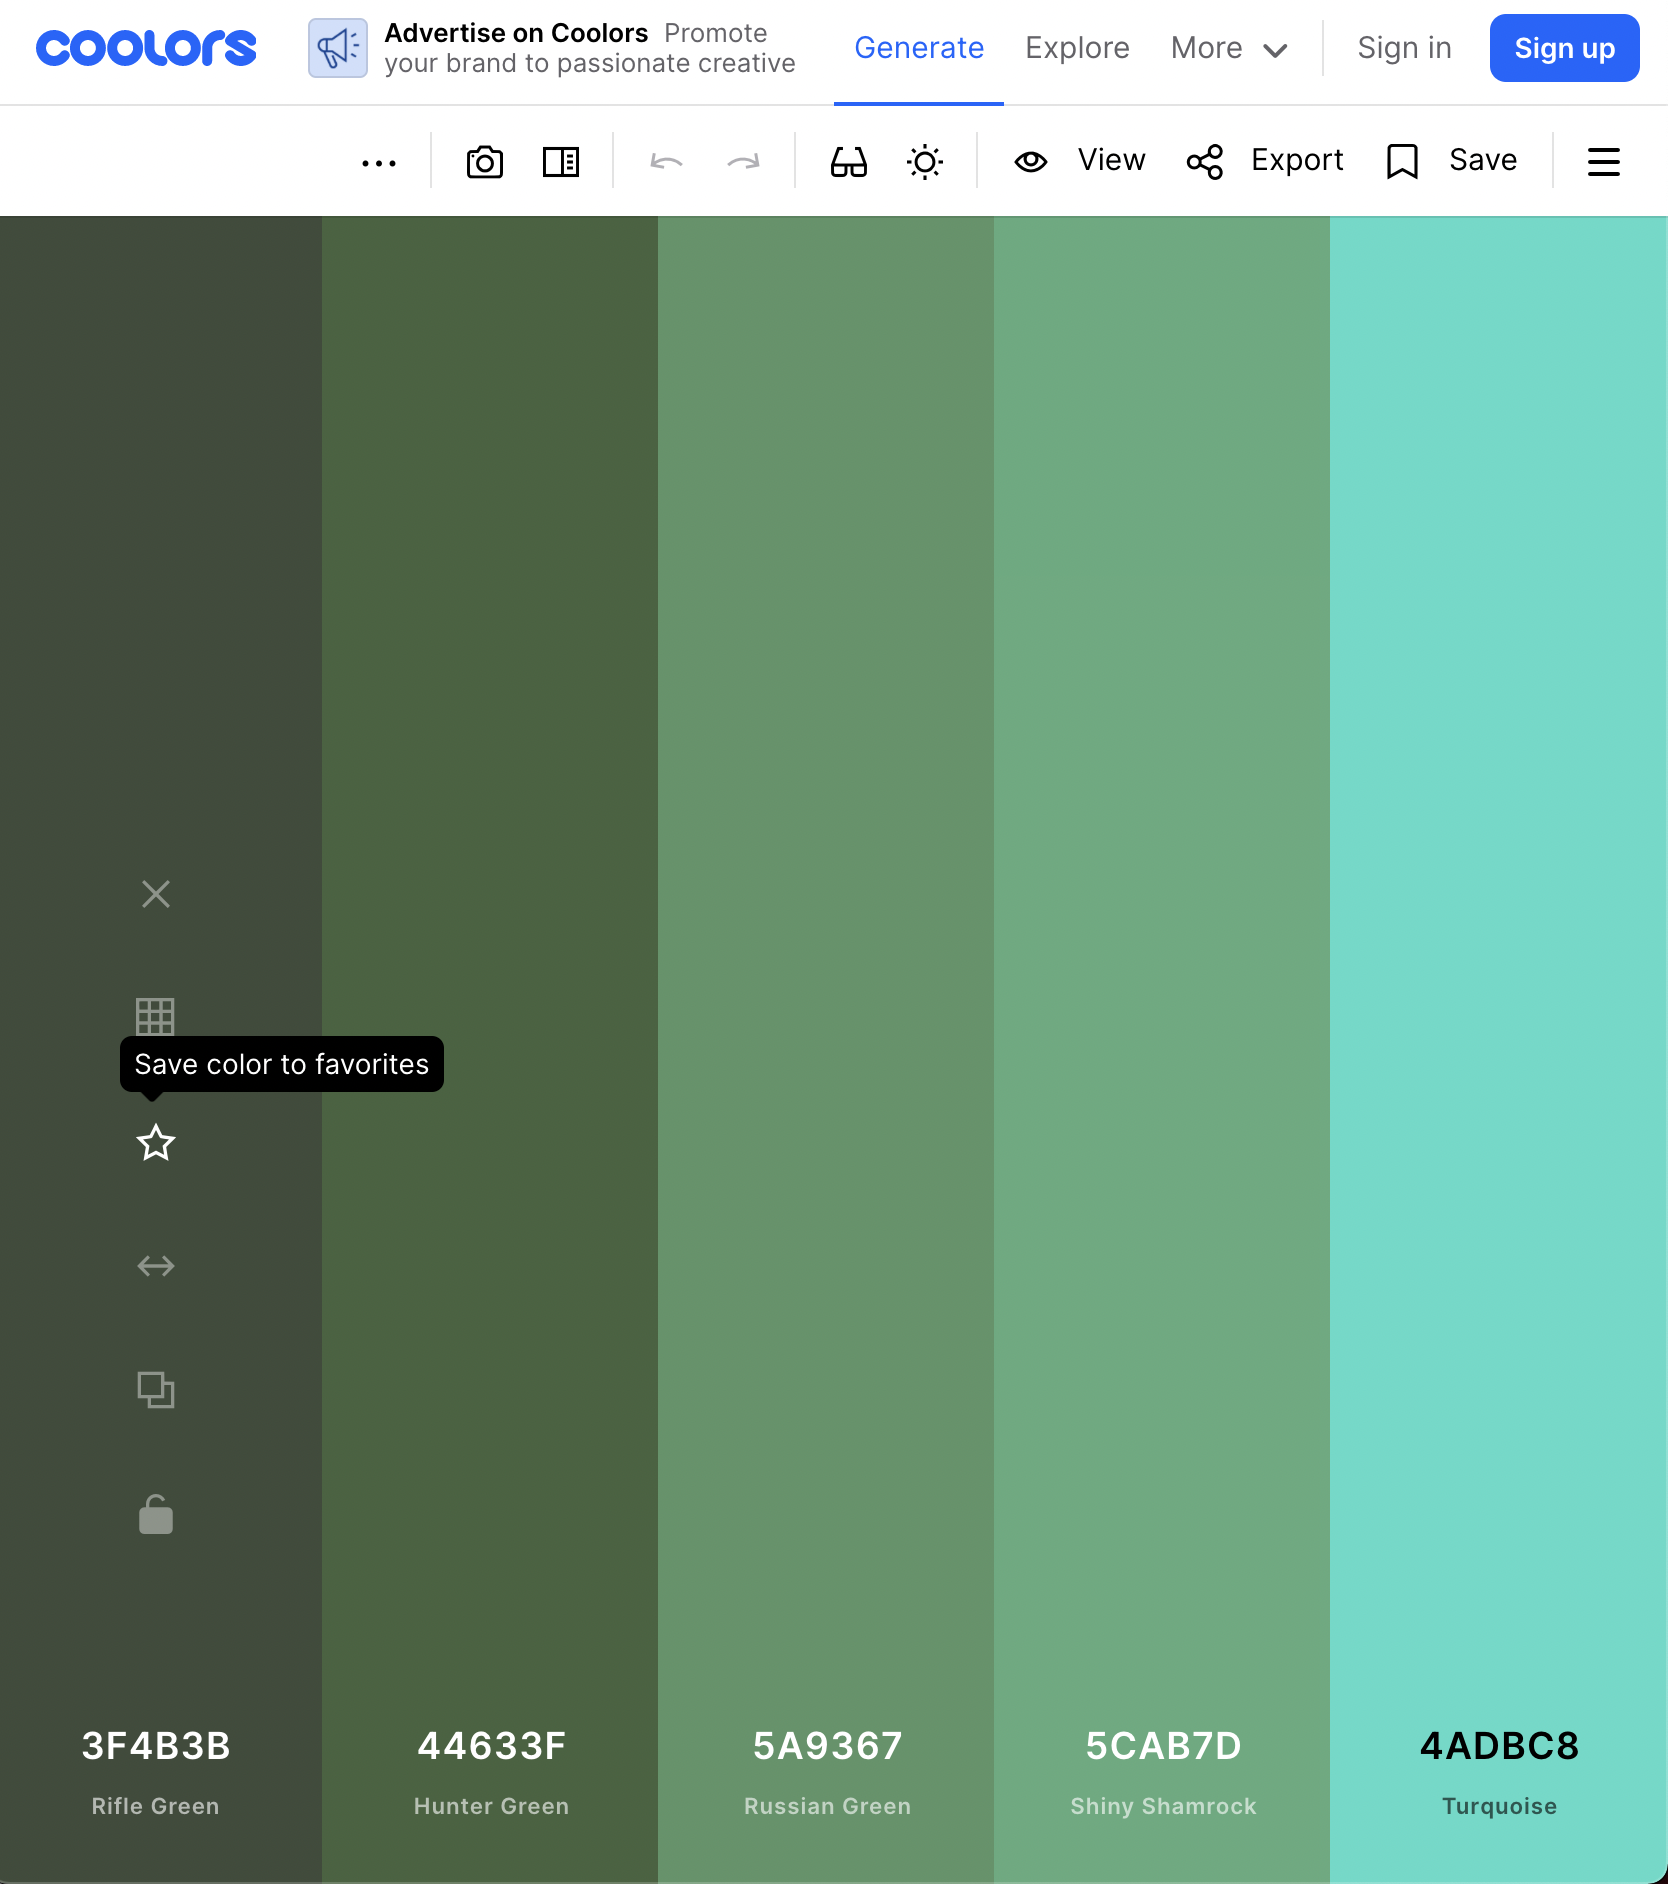 coolors
Advertise on Coolors Promote
your brand to passionate creative
Generate
Explore
More
Sign in
Sign up
View
Export
Save
Save color to favorites
3F4B3B
44633F
5A9367
5CAB7D
4ADBC8
Rifle Green
Hunter Green
Russian Green
Shiny Shamrock
Turquoise